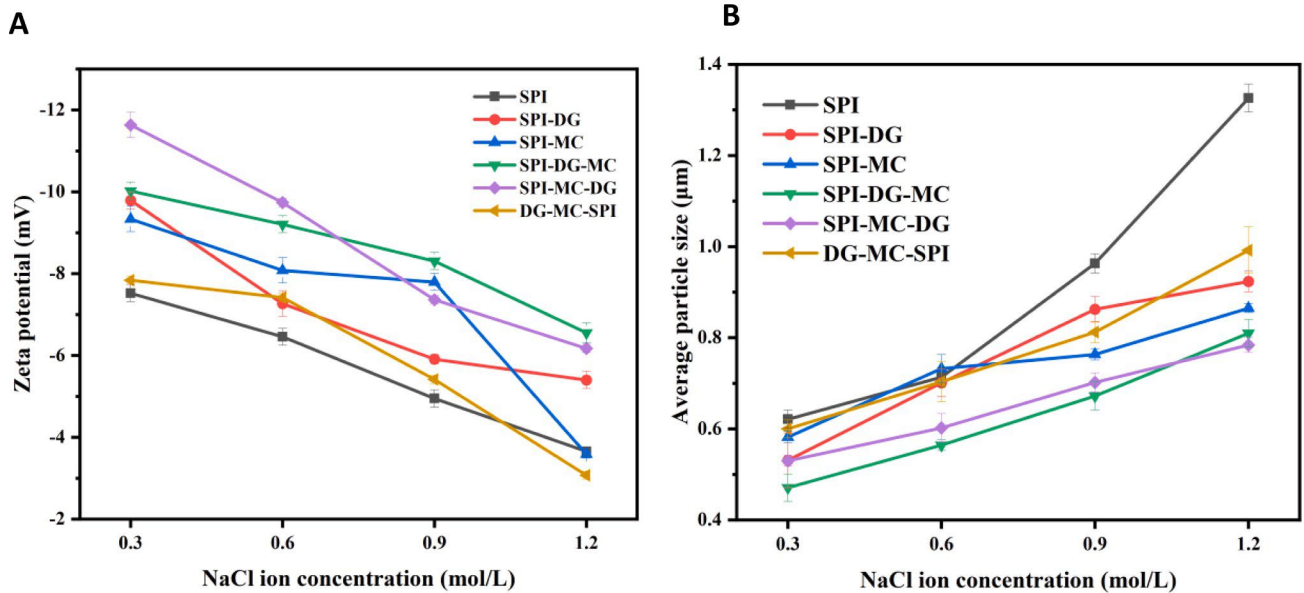 A
Zeta potential (mV)
-12
-10
-8
-6
-4
-2
0.3 0.6 0.9 1.2
NaCl ion concentration (mol/L)
SPI
SPI-DG
SPI-MC
SPI-DG-MC
SPI-MC-DG
DG-MC-SPI
B
Average particle size (μm)
1.4
1.2
1.0
0.8
0.6
0.4
0.3 0.6 0.9 1.2
NaCl ion concentration (mol/L)
SPI
SPI-DG
SPI-MC
SPI-DG-MC
SPI-MC-DG
DG-MC-SPI